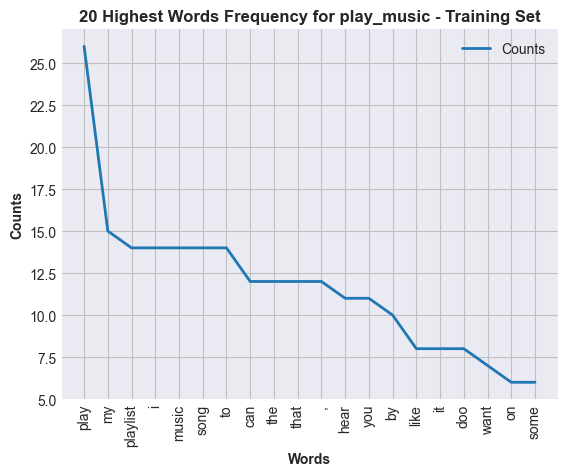 20 Highest Words Frequency for play_music - Training Set
Counts
25.0
22.5
20.0
17.5
15.0
12.5
10.0
7.5
5.0
Counts
play
my
playlist
i
music
song
to
can
the
that
,
hear
you
by
like
it
doo
want
on
some
Words